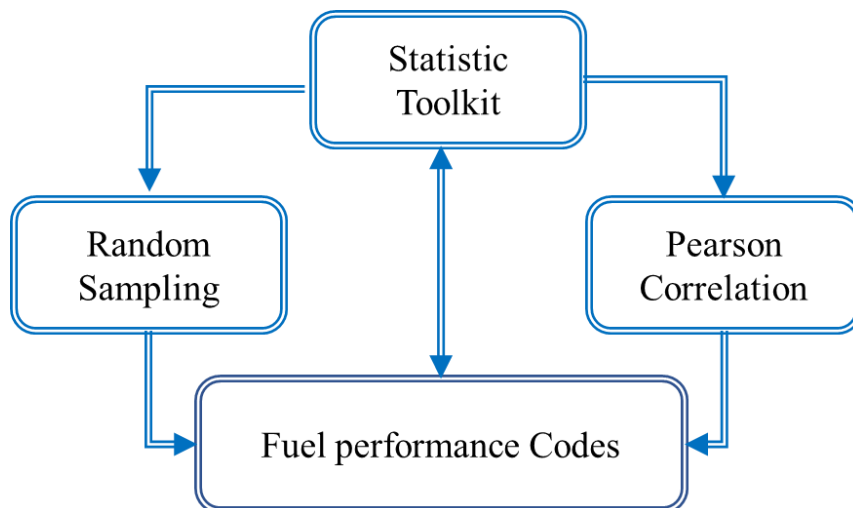 Statistic
Toolkit
Random
Sampling
Pearson
Correlation
Fuel performance Codes